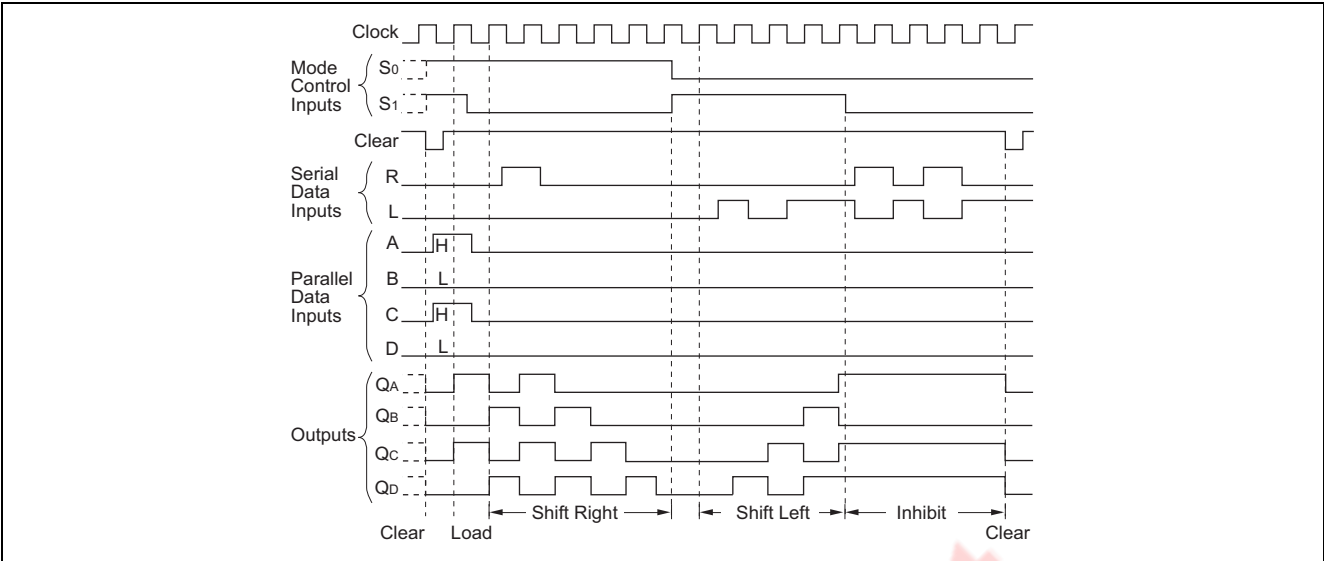 Clock
Mode
Control
Inputs
S0
S1
Clear
Serial
Data
Inputs
R
L
Parallel
Data
Inputs
A
H
B
L
C
H
D
L
Outputs
QA
QB
QC
QD
Shift Right
Shift Left
Inhibit
Clear
Load
Clear